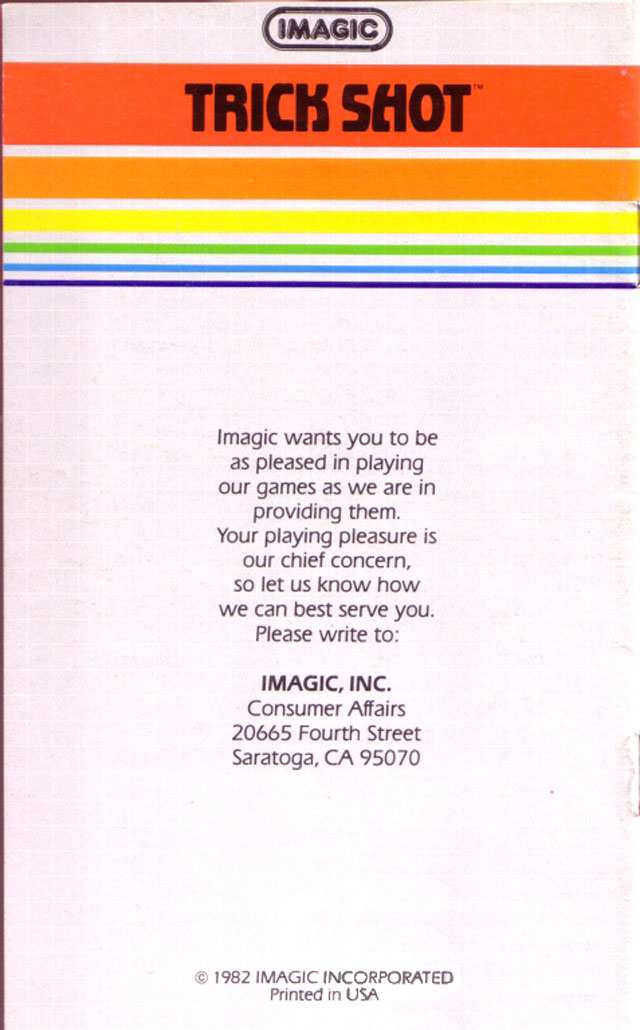 IMAGIC
TRICK SHOT™
Imagic wants you to be
as pleased in playing
our games as we are in
providing them.
Your playing pleasure is
our chief concern,
so let us know how
we can best serve you.
Please write to:
IMAGIC, INC.
Consumer Affairs
20665 Fourth Street
Saratoga, CA 95070
© 1982 IMAGIC INCORPORATED
Printed in USA